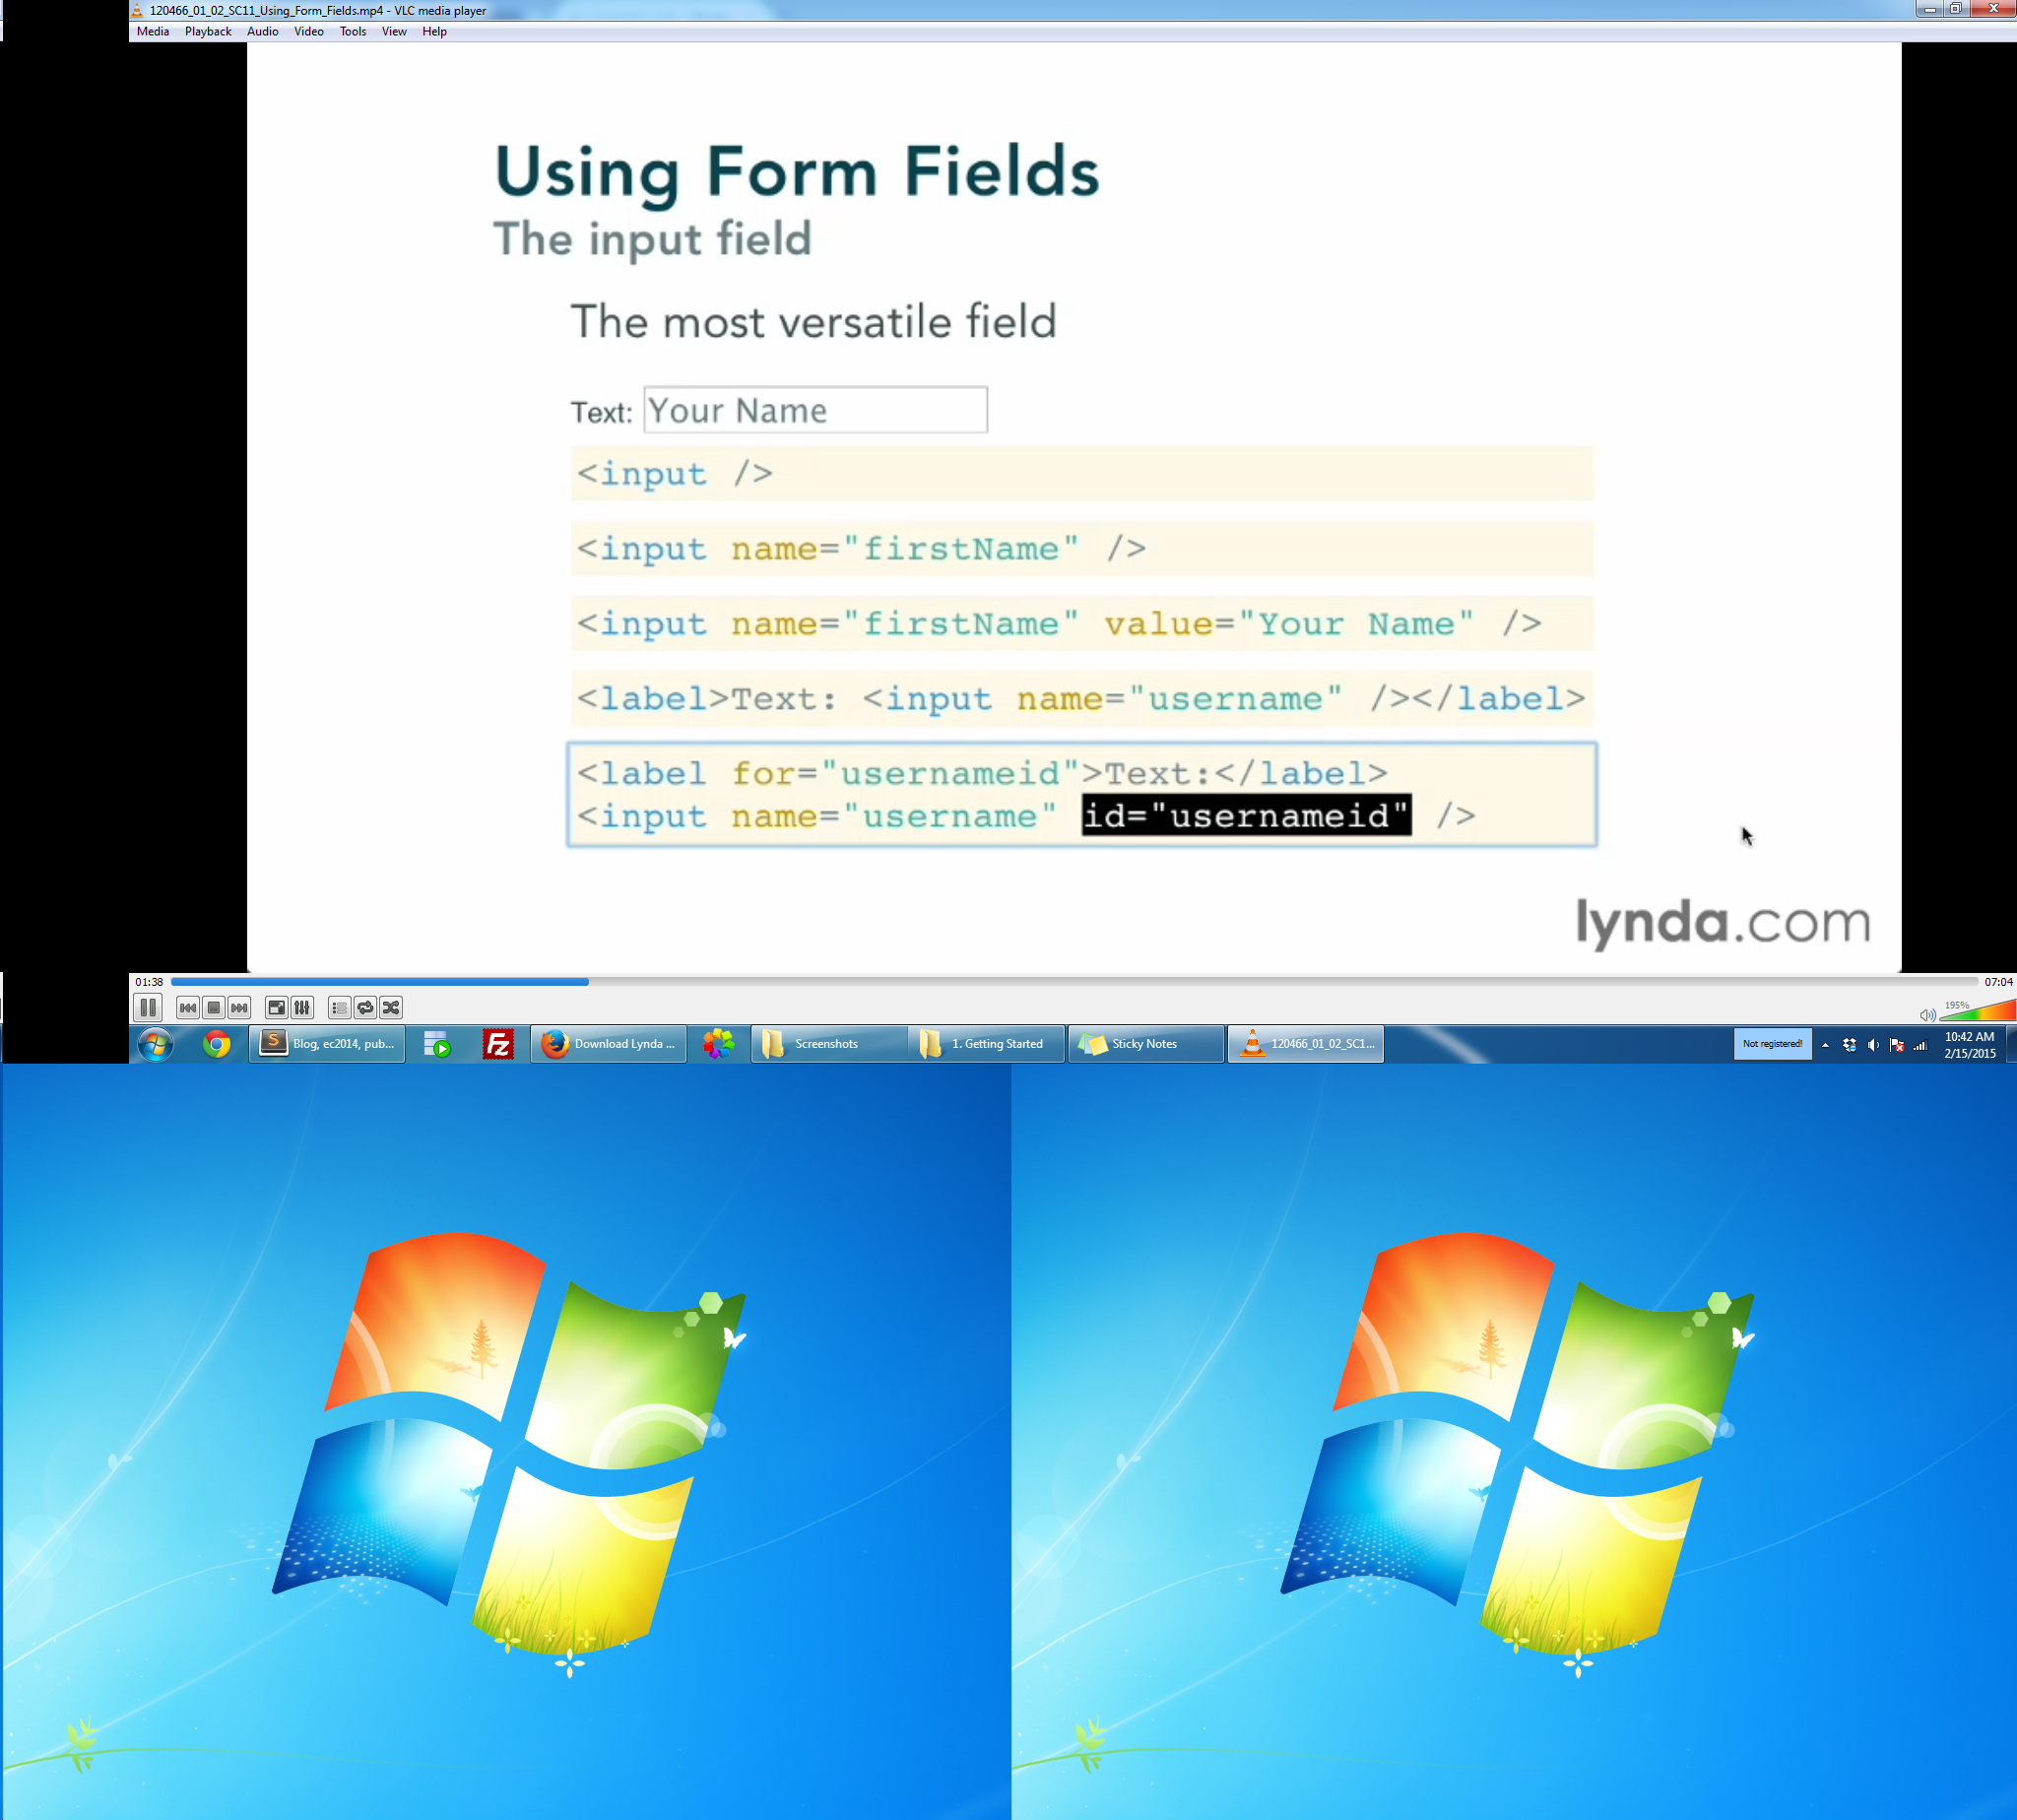 120466_01_02_SC11_Using_Form_Fields.mp4 - VLC media player
Media Playback Audio Video Tools View Help
Using Form Fields
The input field
The most versatile field
Text: Your Name
<input />
<input name="firstName" />
<input name="firstName" value="Your Name" />
<label>Text: <input name="username" /></label>
<label for="usernameid">Text:</label>
<input name="username" id="usernameid" />
lynda.com
01:38 07:04
195%
S Blog, ec2014, pub... Fz Download Lynda ... Screenshots 1. Getting Started Sticky Notes 120466_01_02_SC1... Not registered! 10:42 AM
2/15/2015